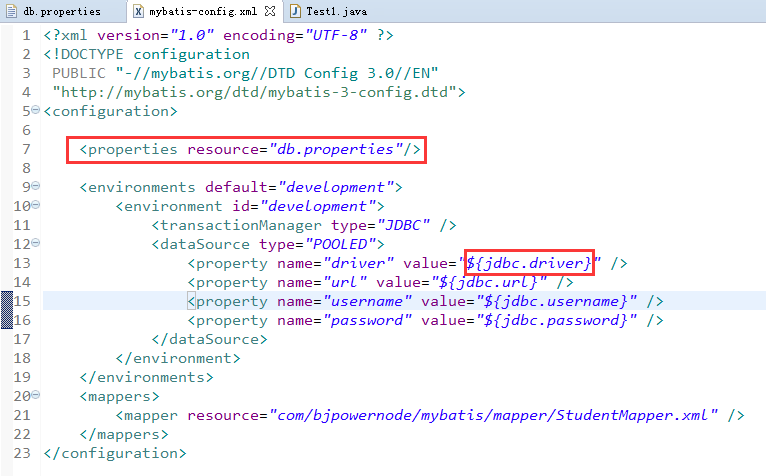 db.properties mybatis-config.xml Test1.java
1 <?xml version="1.0" encoding="UTF-8" ?>
2 <!DOCTYPE configuration
3 PUBLIC "-//mybatis.org//DTD Config 3.0//EN"
4 "http://mybatis.org/dtd/mybatis-3-config.dtd">
5 <configuration>
6
7 <properties resource="db.properties"/>
8
9 <environments default="development">
10 <environment id="development">
11 <transactionManager type="JDBC" />
12 <dataSource type="POOLED">
13 <property name="driver" value="${jdbc.driver}" />
14 <property name="url" value="${jdbc.url}" />
15 <property name="username" value="${jdbc.username}" />
16 <property name="password" value="${jdbc.password}" />
17 </dataSource>
18 </environment>
19 </environments>
20 <mappers>
21 <mapper resource="com/bjpowernode/mybatis/mapper/StudentMapper.xml" />
22 </mappers>
23 </configuration>